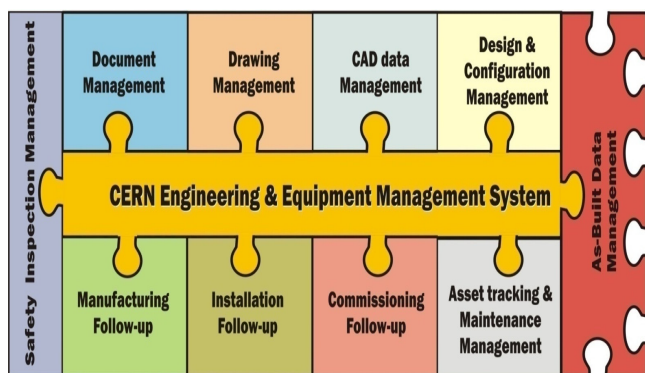 Safety Inspection Management
Document
Management
Drawing
Management
CAD data
Management
Design &
Configuration
Management
CERN Engineering & Equipment Management System
As-Built Data
Management
Manufacturing
Follow-up
Installation
Follow-up
Commissioning
Follow-up
Asset tracking &
Maintenance
Management